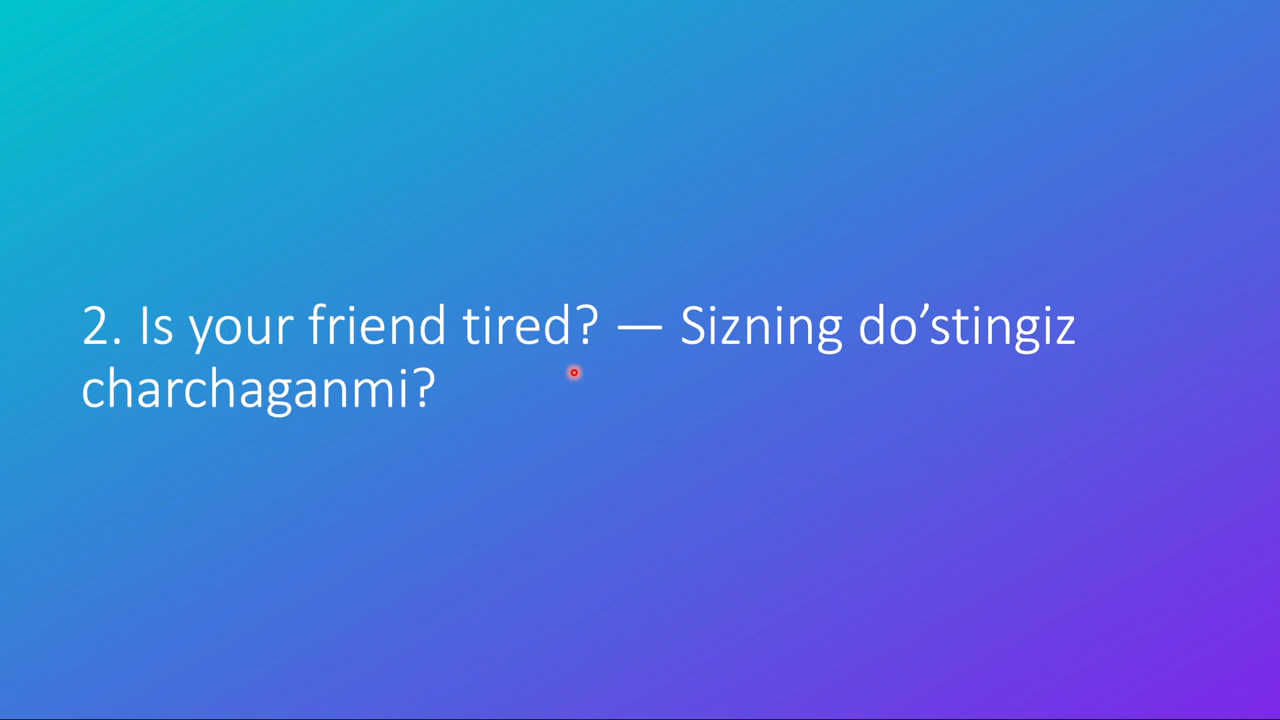 2. Is your friend tired? — Sizning do’stingiz
charchaganmi?